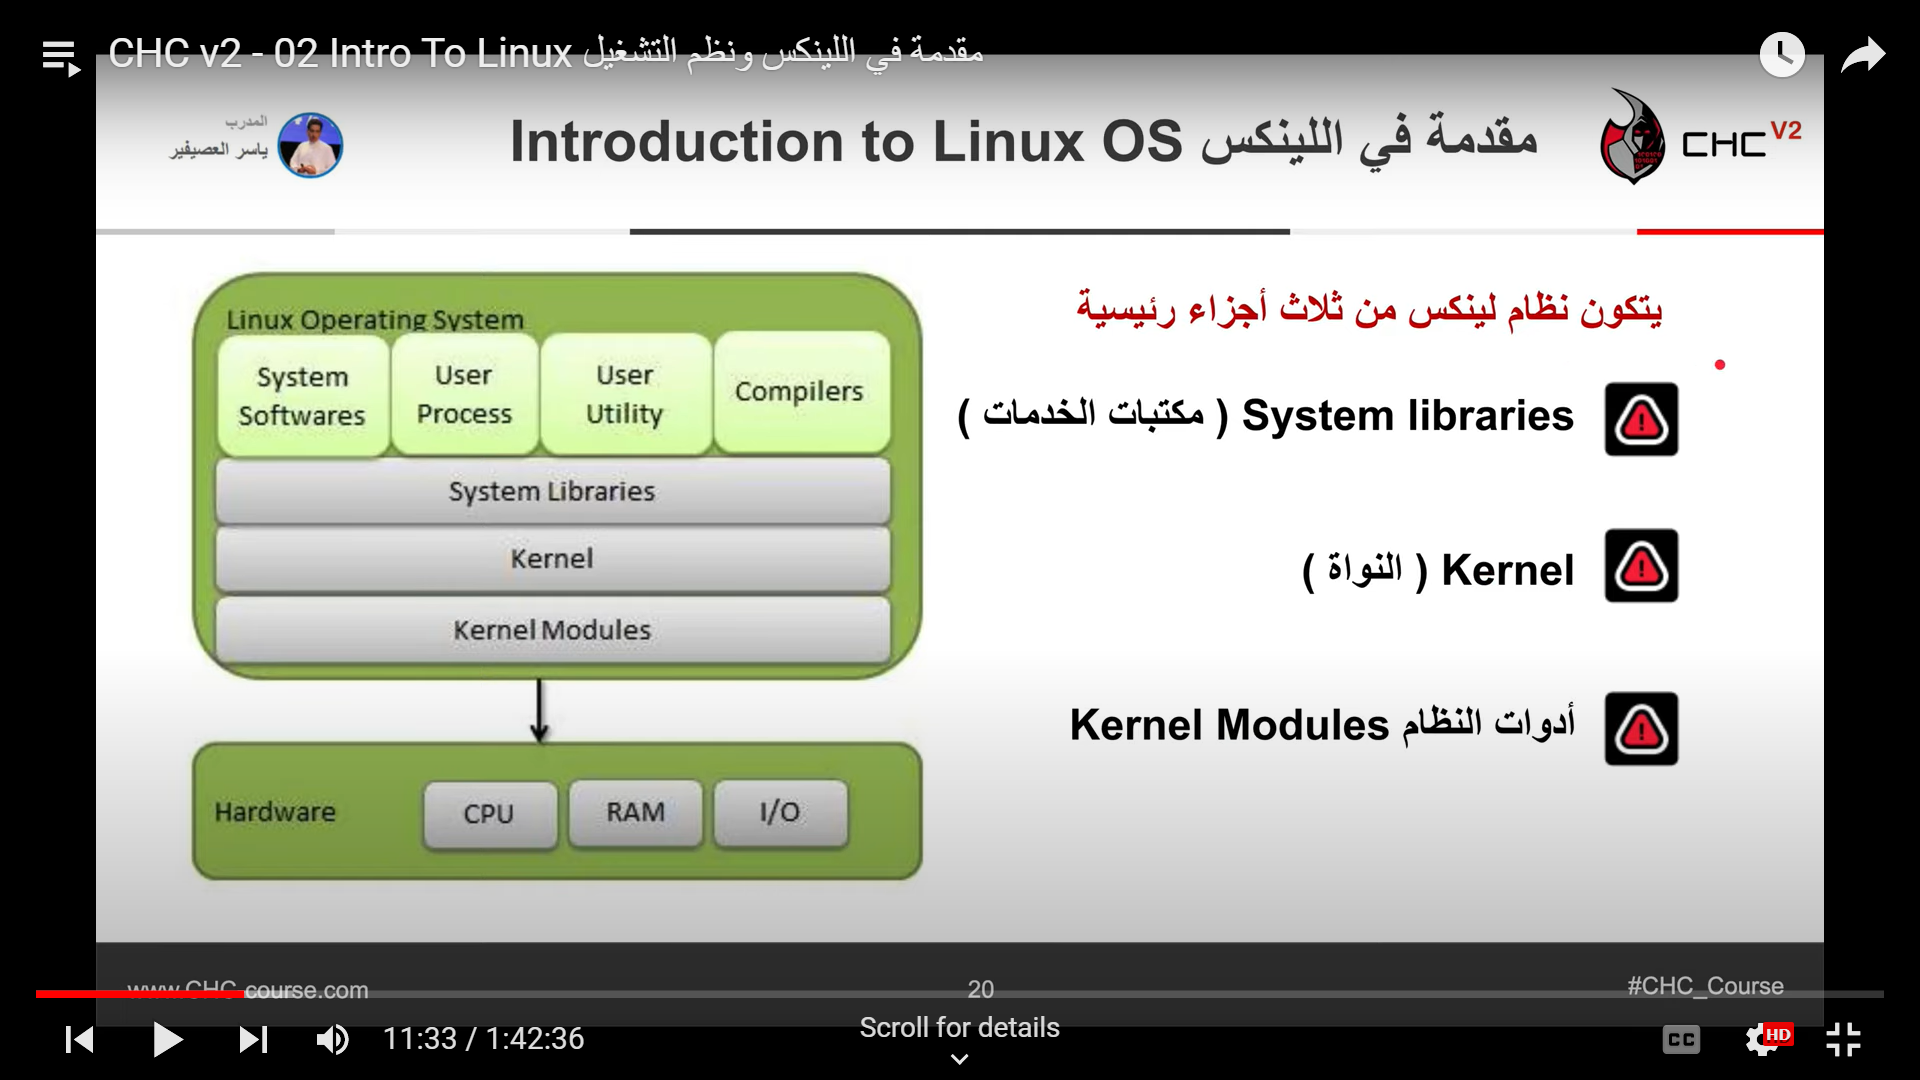 CHC v2 - 02 Intro To Linux مقدمة في اللينكس ونظم التشغيل
المدرب
ياسر العصيفير
مقدمة في اللينكس Introduction to Linux OS
CHC V2
يتكون نظام لينكس من ثلاث أجزاء رئيسية
System libraries ( مكتبات الخدمات )
Kernel ( النواة )
أدوات النظام Kernel Modules
Linux Operating System
System Softwares
User Process
User Utility
Compilers
System Libraries
Kernel
Kernel Modules
Hardware
CPU
RAM
I/O
www.CHC-course.com
20
#CHC_Course
11:33 / 1:42:36
Scroll for details
CC
HD